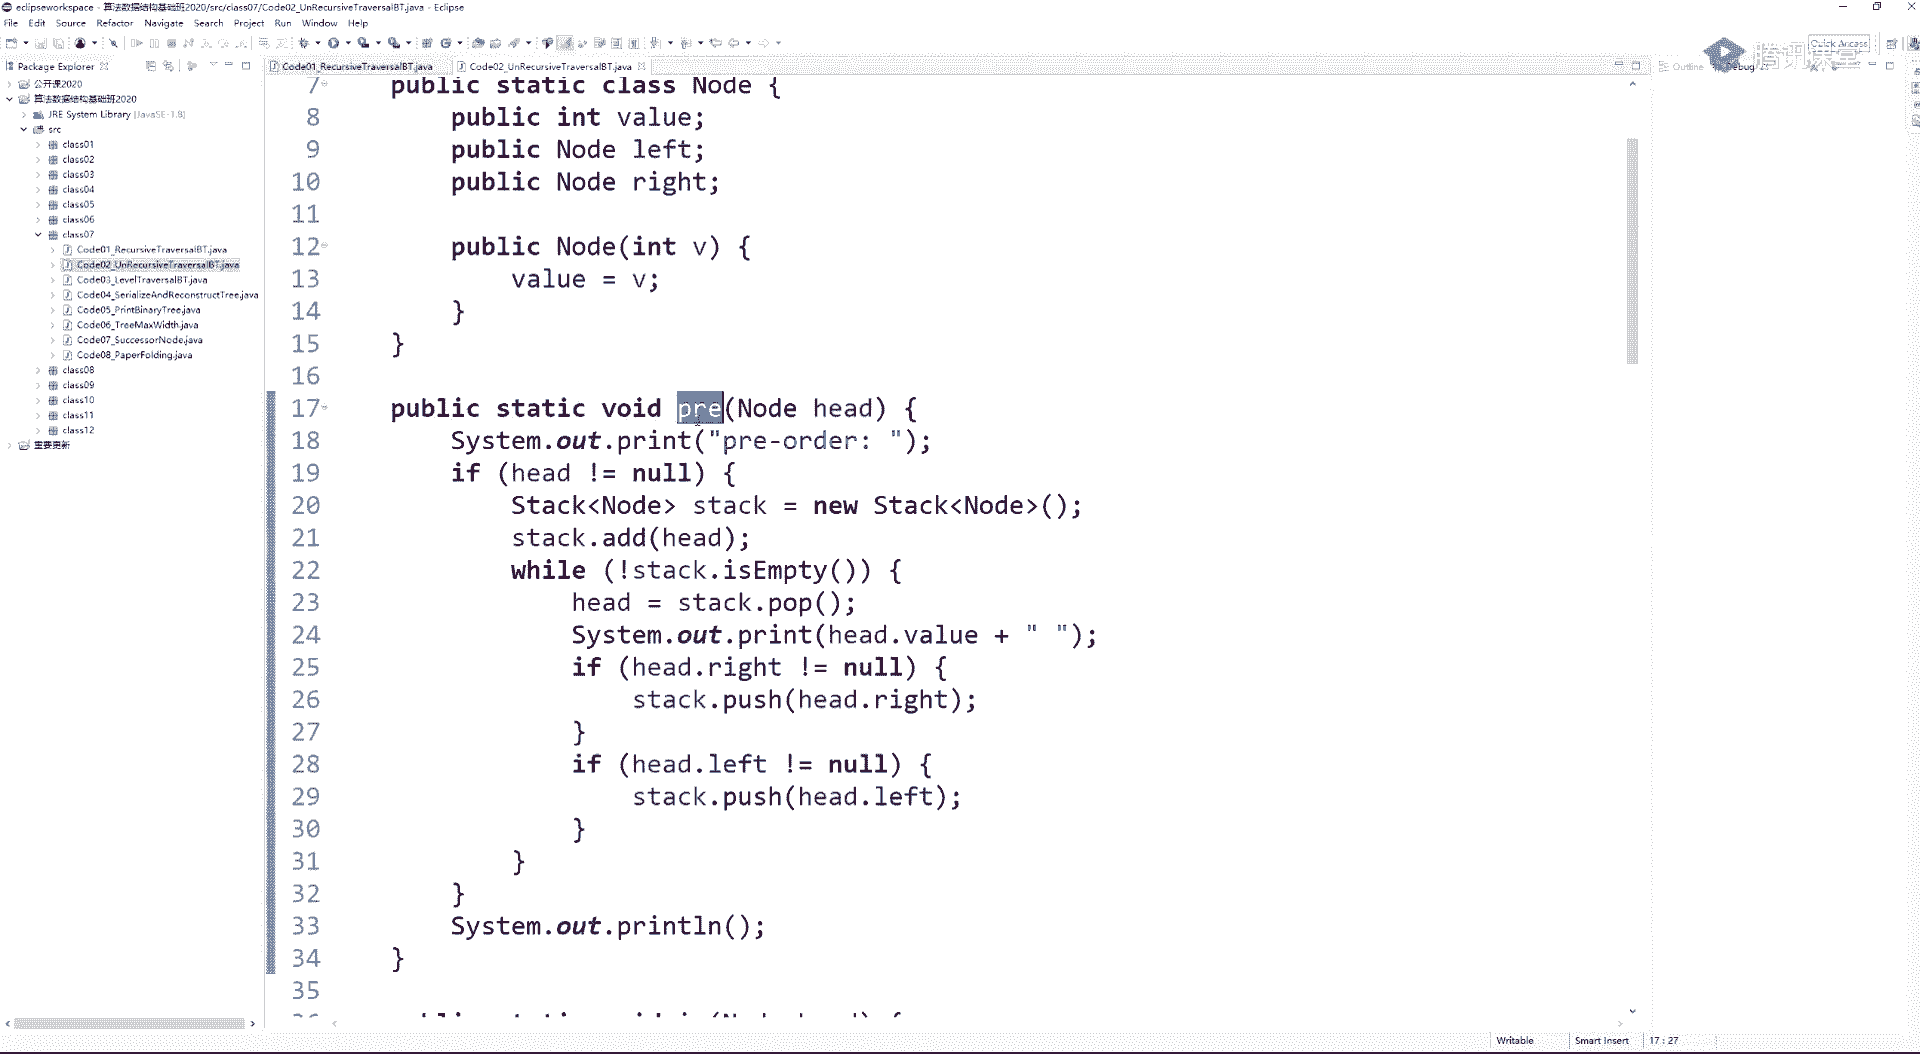 eclipseworkspace - 算法数据结构基础班2020/src/class07/Code02_UnRecursiveTraversalBT.java - Eclipse
File Edit Source Refactor Navigate Search Project Run Window Help
Quick Access
腾讯课堂
Package Explorer
Code01_RecursiveTraversalBT.java
Code02_UnRecursiveTraversalBT.java
Outline
Debug
公开课2020
算法数据结构基础班2020
JRE System Library [JavaSE-1.8]
src
class01
class02
class03
class04
class05
class06
class07
Code01_RecursiveTraversalBT.java
Code02_UnRecursiveTraversalBT.java
Code03_LevelTraversalBT.java
Code04_SerializeAndReconstructTree.java
Code05_PrintBinaryTree.java
Code06_TreeMaxWidth.java
Code07_SuccessorNode.java
Code08_PaperFolding.java
class08
class09
class10
class11
class12
重要更新
7 public static class Node {
8 public int value;
9 public Node left;
10 public Node right;
11
12 public Node(int v) {
13 value = v;
14 }
15 }
16
17 public static void pre(Node head) {
18 System.out.print("pre-order: ");
19 if (head != null) {
20 Stack<Node> stack = new Stack<Node>();
21 stack.add(head);
22 while (!stack.isEmpty()) {
23 head = stack.pop();
24 System.out.print(head.value + " ");
25 if (head.right != null) {
26 stack.push(head.right);
27 }
28 if (head.left != null) {
29 stack.push(head.left);
30 }
31 }
32 }
33 System.out.println();
34 }
35
Writable Smart Insert 17 : 27